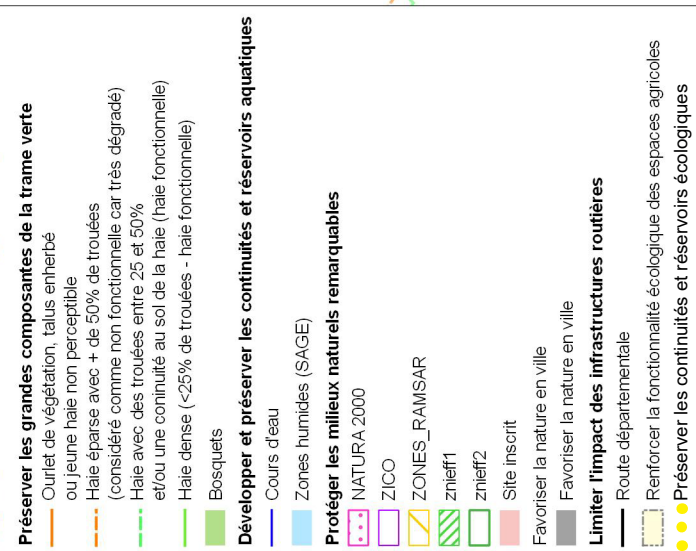 Préserver les grandes composantes de la trame verte
Ourlet de végétation, talus enherbé
ou jeune haie non perceptible
Haie éparse avec + de 50% de trouées
(considéré comme non fonctionnelle car très dégradé)
Haie avec des trouées entre 25 et 50%
et/ou une coninuité au sol de la haie (haie fonctionnelle)
Haie dense (<25% de trouées - haie fonctionnelle)
Bosquets
Développer et préserver les continuités et réservoirs aquatiques
Cours d'eau
Zones humides (SAGE)
Protéger les milieux naturels remarquables
NATURA 2000
ZICO
ZONES_RAMSAR
znieff1
znieff2
Site inscrit
Favoriser la nature en ville
Favoriser la nature en ville
Limiter l'impact des infrastructures routières
Route départementale
Renforcer la fonctionnalité écologique des espaces agricoles
Préserver les continuités et réservoirs écologiques